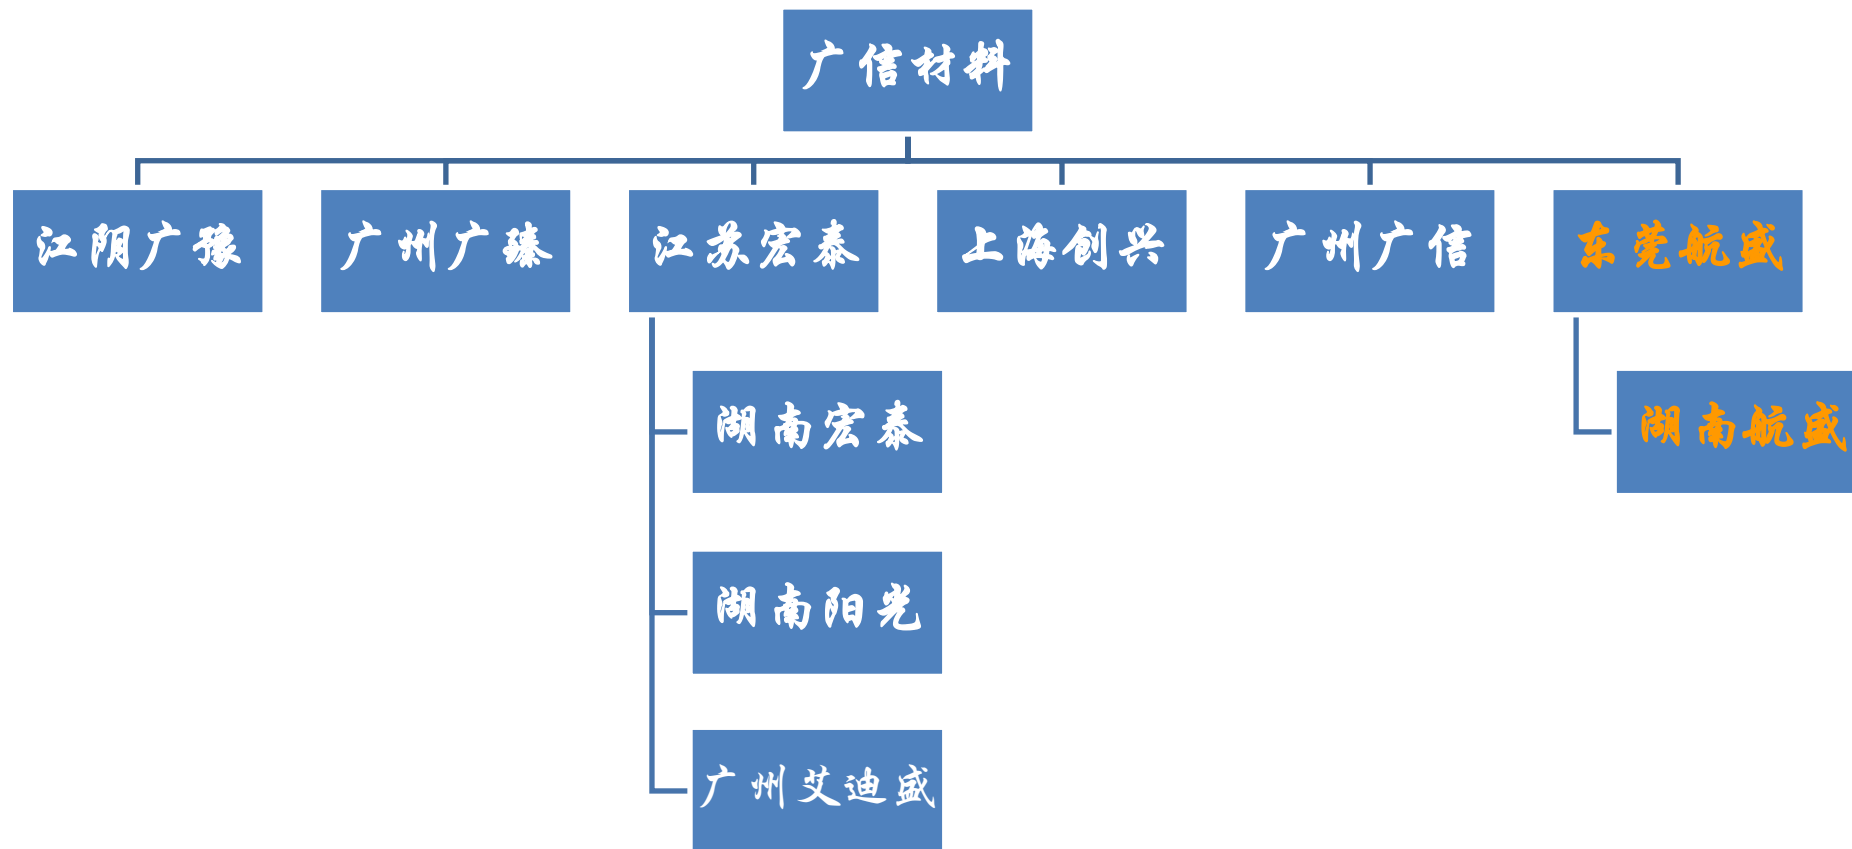 广信材料
江阴广豫
广州广臻
江苏宏泰
上海创兴
广州广信
东莞航盛
湖南宏泰
湖南航盛
湖南阳光
广州艾迪盛